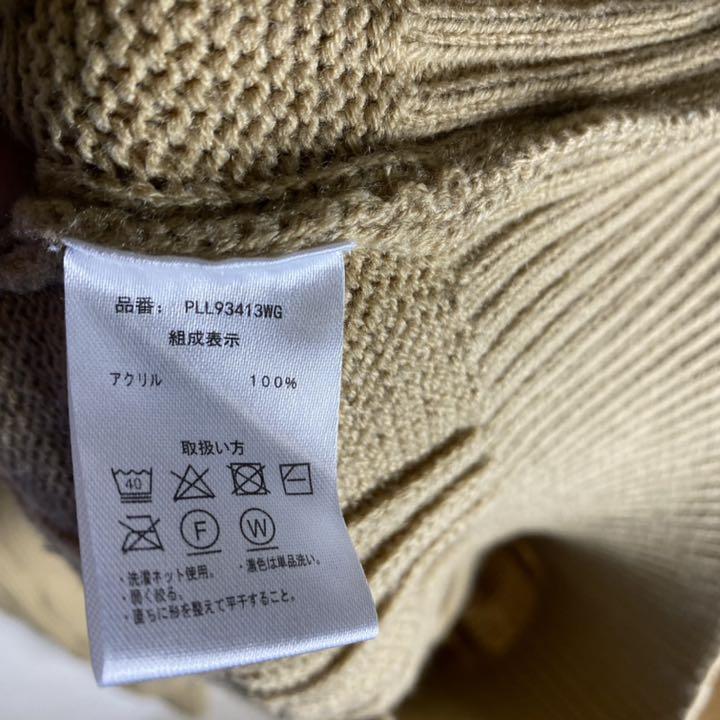 品番： PLL93413WG
組成表示
アクリル 100%
取扱い方
40
F W
・洗濯ネット使用。 ・濃色は単品洗い。
・弱く絞る。
・直ちに形を整えて平干すること。